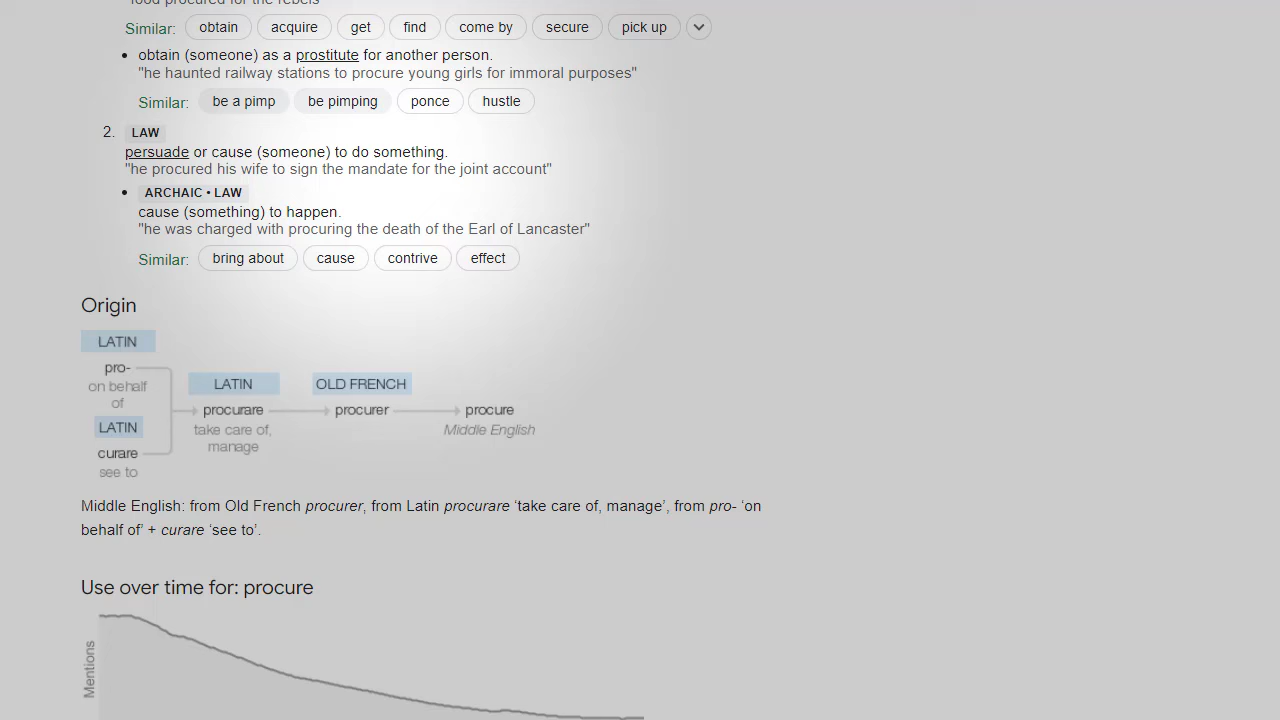 "food procured for the rebels"
Similar: obtain acquire get find come by secure pick up
• obtain (someone) as a prostitute for another person.
"he haunted railway stations to procure young girls for immoral purposes"
Similar: be a pimp be pimping ponce hustle
2. LAW
persuade or cause (someone) to do something.
"he procured his wife to sign the mandate for the joint account"
• ARCHAIC • LAW
cause (something) to happen.
"he was charged with procuring the death of the Earl of Lancaster"
Similar: bring about cause contrive effect
Origin
LATIN
pro-
on behalf
of
LATIN
curare
see to
LATIN
procurare
take care of,
manage
OLD FRENCH
procurer
procure
Middle English
Middle English: from Old French procurer, from Latin procurare ‘take care of, manage’, from pro- ‘on
behalf of’ + curare ‘see to’.
Use over time for: procure
Mentions